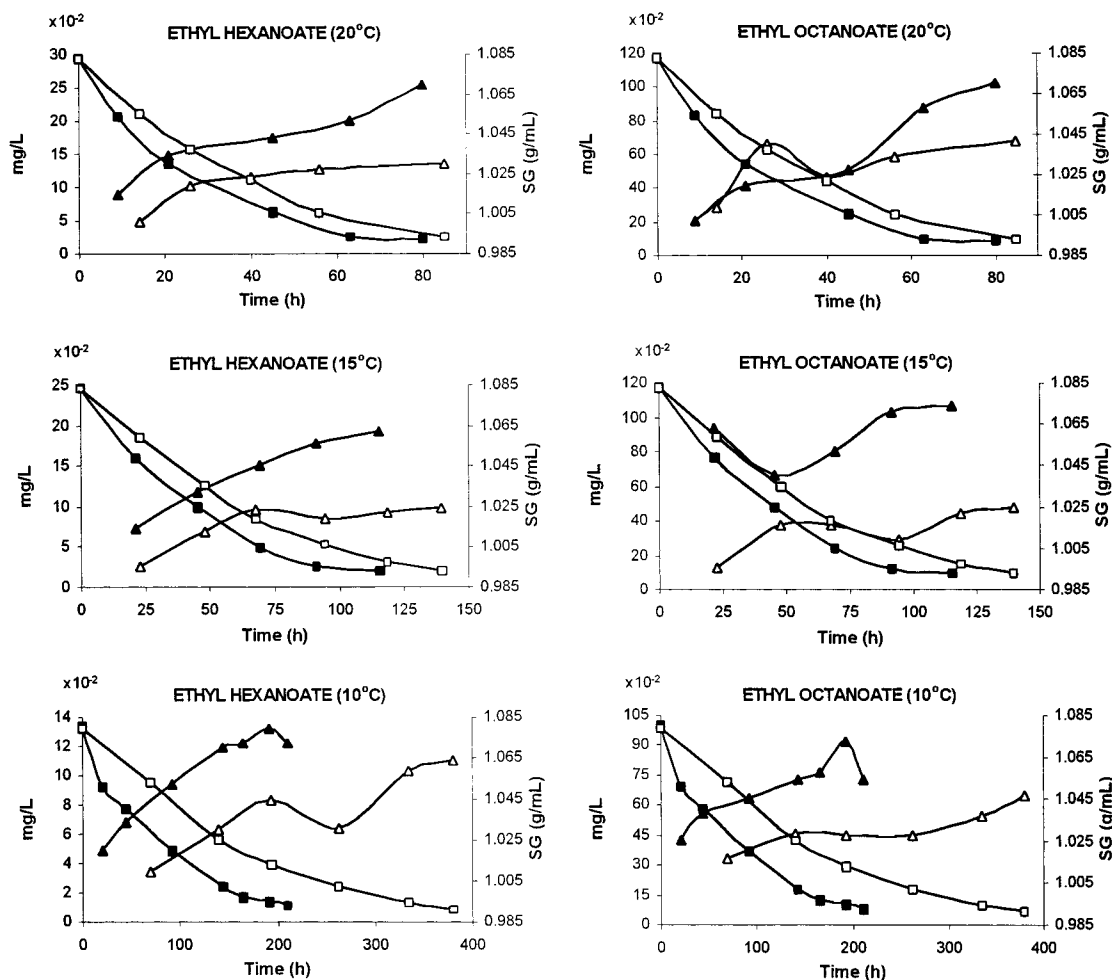 x10-2
ETHYL HEXANOATE (20°C)
30
25
20
15
10
5
0
mg/L
1.085
1.065
1.045
1.025
1.005
0.985
SG (g/mL)
0 20 40 60 80
Time (h)
x10-2
ETHYL OCTANOATE (20°C)
120
100
80
60
40
20
0
mg/L
1.085
1.065
1.045
1.025
1.005
0.985
SG (g/mL)
0 20 40 60 80
Time (h)
x10-2
ETHYL HEXANOATE (15°C)
25
20
15
10
5
0
mg/L
1.085
1.065
1.045
1.025
1.005
0.985
SG (g/mL)
0 25 50 75 100 125 150
Time (h)
x10-2
ETHYL OCTANOATE (15°C)
120
100
80
60
40
20
0
mg/L
1.085
1.065
1.045
1.025
1.005
0.985
SG (g/mL)
0 25 50 75 100 125 150
Time (h)
x10-2
ETHYL HEXANOATE (10°C)
14
12
10
8
6
4
2
0
mg/L
1.085
1.065
1.045
1.025
1.005
0.985
SG (g/mL)
0 100 200 300 400
Time (h)
x10-2
ETHYL OCTANOATE (10°C)
105
90
75
60
45
30
15
0
mg/L
1.085
1.065
1.045
1.025
1.005
0.985
SG (g/mL)
0 100 200 300 400
Time (h)